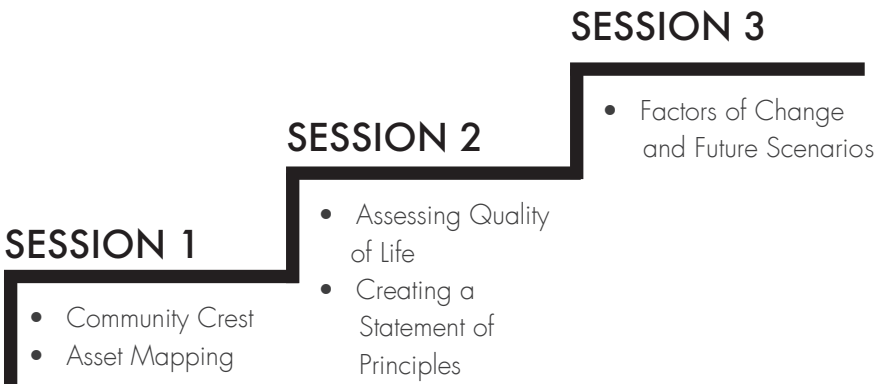 SESSION 1
• Community Crest
• Asset Mapping
SESSION 2
• Assessing Quality
of Life
• Creating a
Statement of
Principles
SESSION 3
• Factors of Change
and Future Scenarios